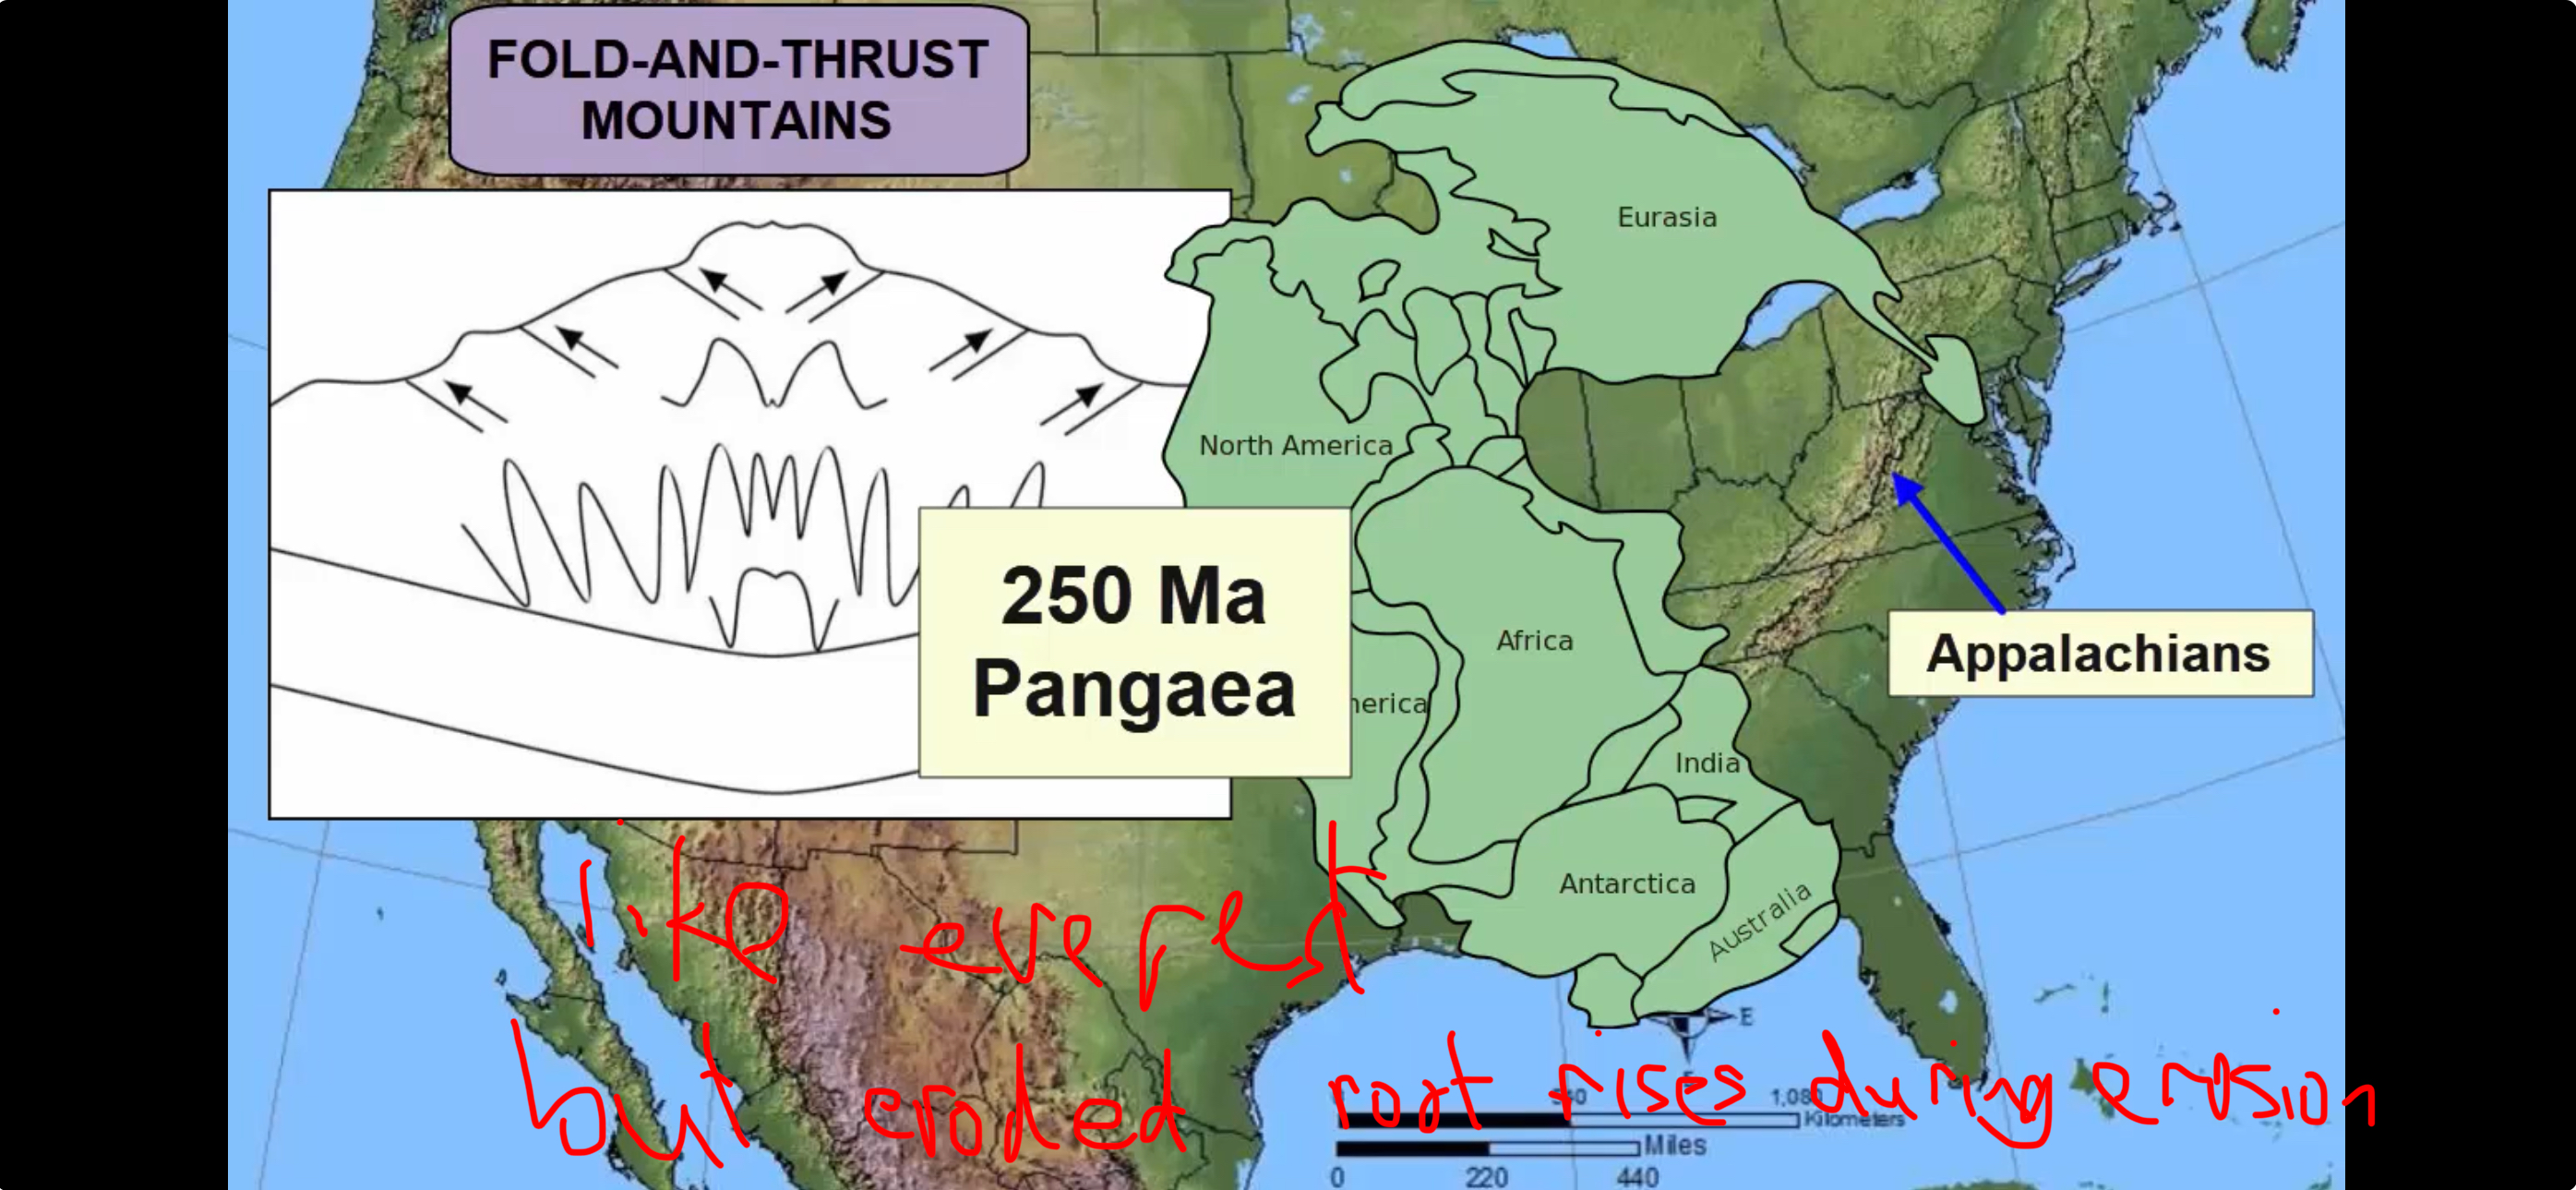 FOLD-AND-THRUST
MOUNTAINS
Eurasia
North America
250 Ma
Pangaea
Africa
merica
Appalachians
India
Antarctica
Australia
like everest
but eroded
root rises during erosion
E
1,080
Kilometers
Miles
0 220 440